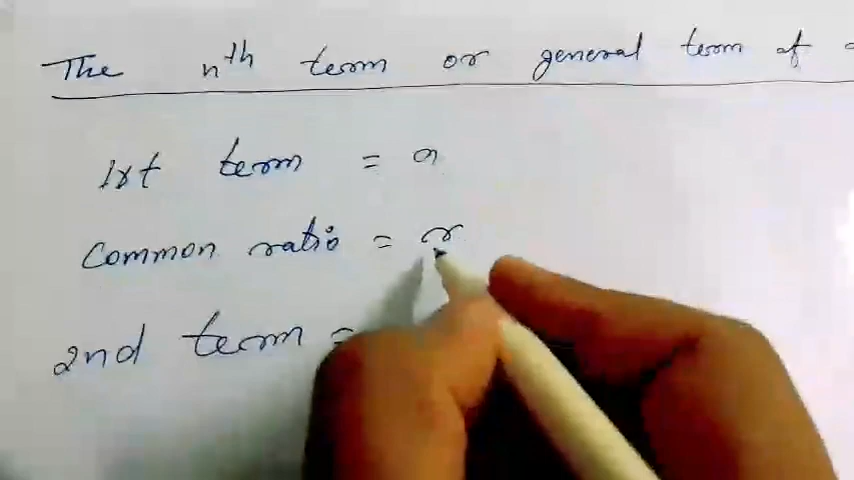 The nth term or general term of
1st term = a
Common ratio = r
2nd term =